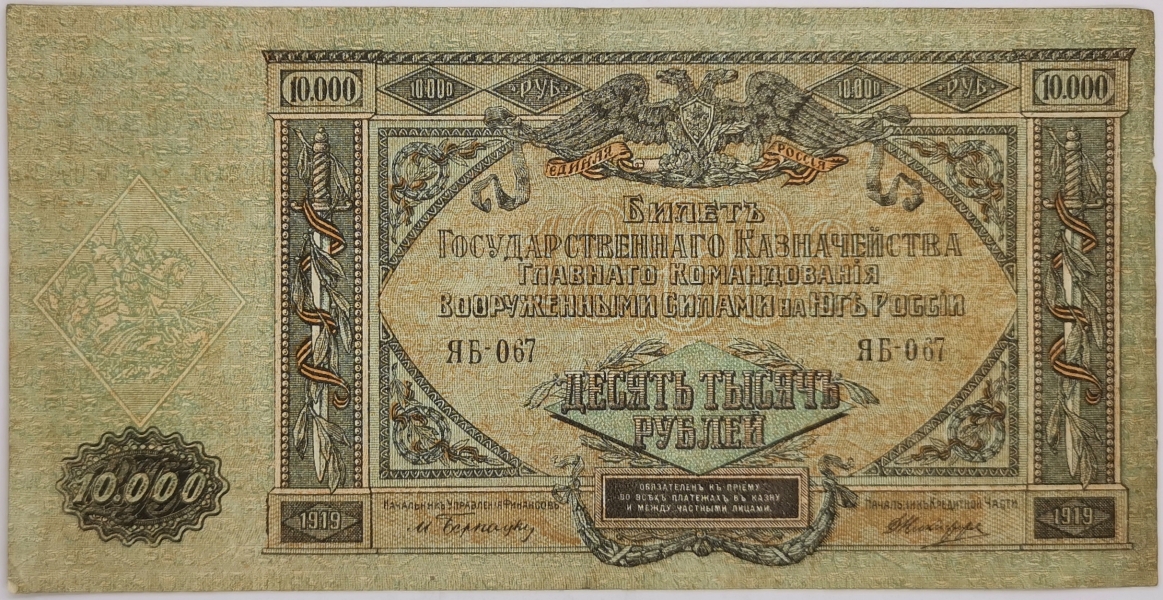 10.000 10.000 РУБ. 10.000 РУБ. 10.000
ЕДИНАЯ РОССІЯ
БИЛЕТЪ
ГОСУДАРСТВЕННАГО КАЗНАЧЕЙСТВА
ГЛАВНАГО КОМАНДОВАНІЯ
ВООРУЖЕННЫМИ СИЛАМИ НА ЮГѢ РОССІИ
ЯБ-067 ЯБ-067
ДЕСЯТЬ ТЫСЯЧЪ
РУБЛЕЙ
10.000
ОБЯЗАТЕЛЕНЪ КЪ ПРІЕМУ
ВО ВСѢХЪ ПЛАТЕЖАХЪ ВЪ КАЗНУ
И МЕЖДУ ЧАСТНЫМИ ЛИЦАМИ.
НАЧАЛЬНИКЪ УПРАВЛЕНІЯ ФИНАНСОВЪ НАЧАЛЬНИКЪ КРЕДИТНОЙ ЧАСТИ
1919 1919